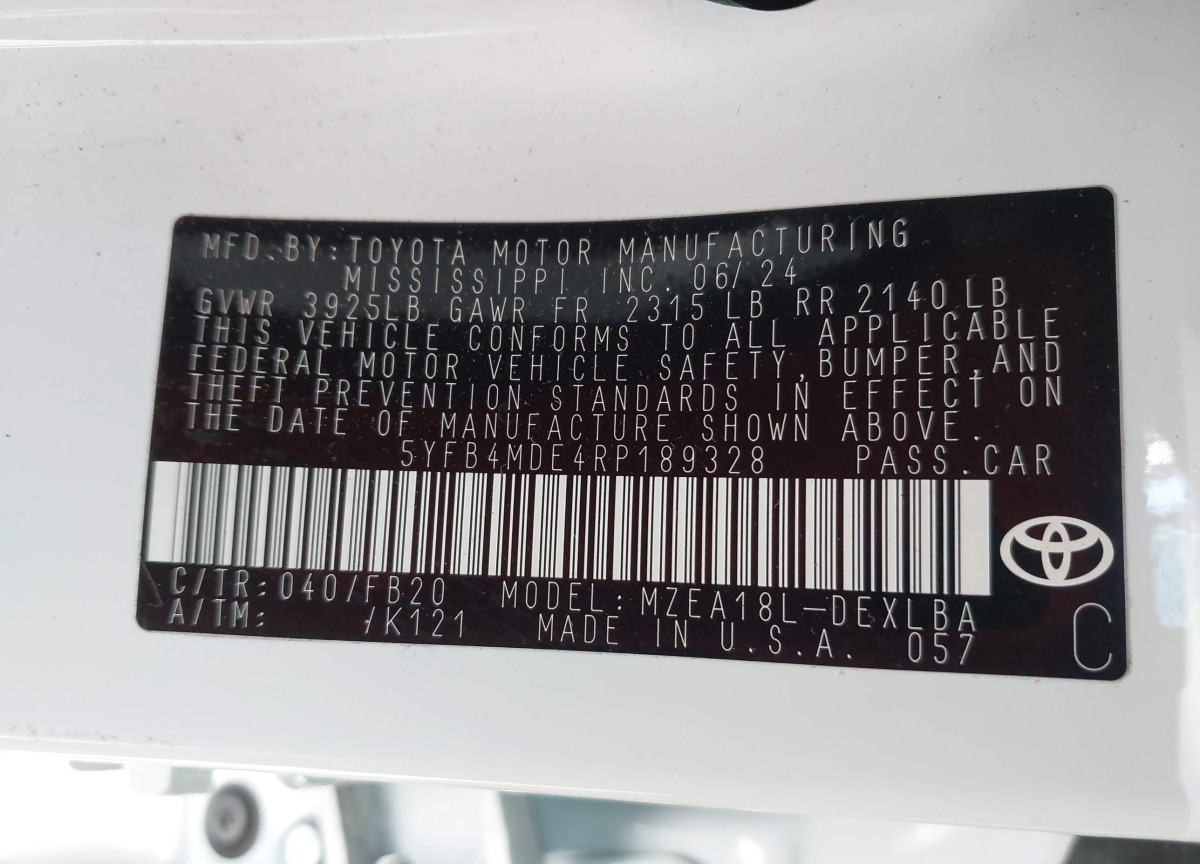 MFD.BY:TOYOTA MOTOR MANUFACTURING
MISSISSIPPI INC. 06/24
GVWR 3925LB GAWR FR 2315 LB RR 2140 LB
THIS VEHICLE CONFORMS TO ALL APPLICABLE
FEDERAL MOTOR VEHICLE SAFETY, BUMPER, AND
THEFT PREVENTION STANDARDS IN EFFECT ON
THE DATE OF MANUFACTURE SHOWN ABOVE.
5YFB4MDE4RP189328 PASS.CAR
C/TR: 040/FB20 MODEL: MZEA18L-DEXLBA
A/TM: /K121 MADE IN U.S.A. 057
C